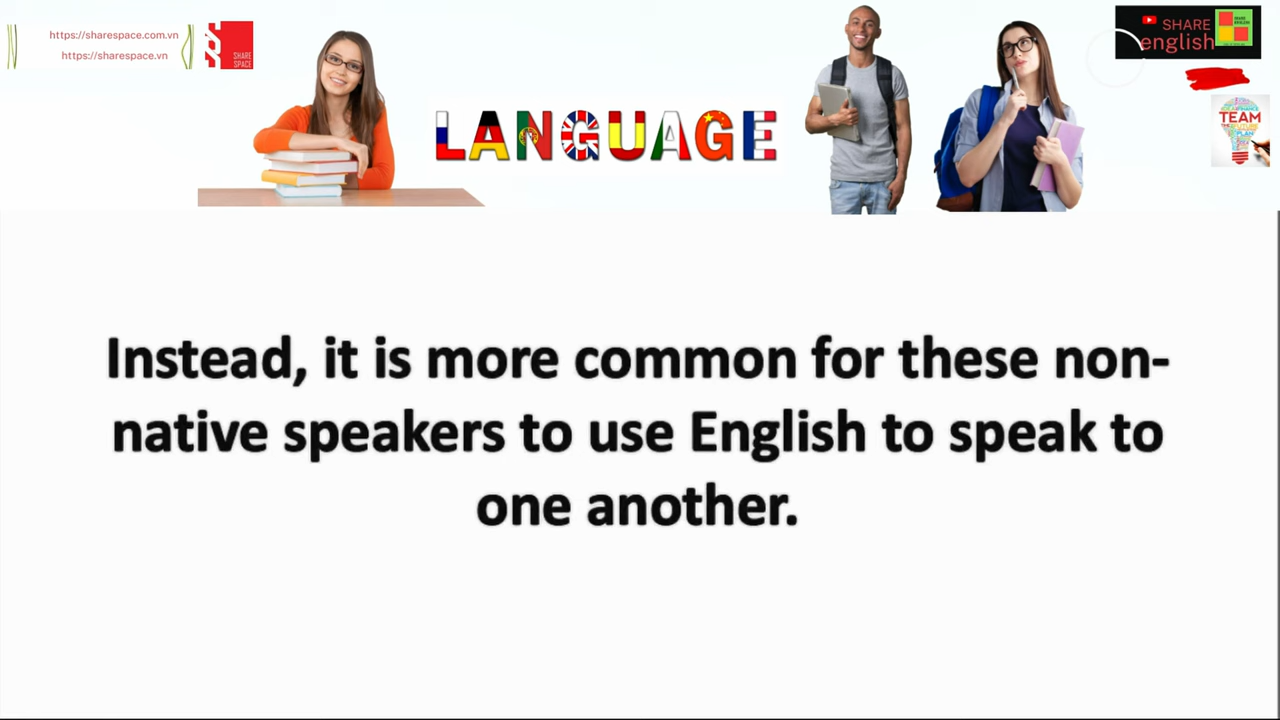 https://sharespace.com.vn
https://sharespace.vn
SHARE
SPACE
LANGUAGE
SHARE
english
TEAM
PLAN
Instead, it is more common for these non-
native speakers to use English to speak to
one another.